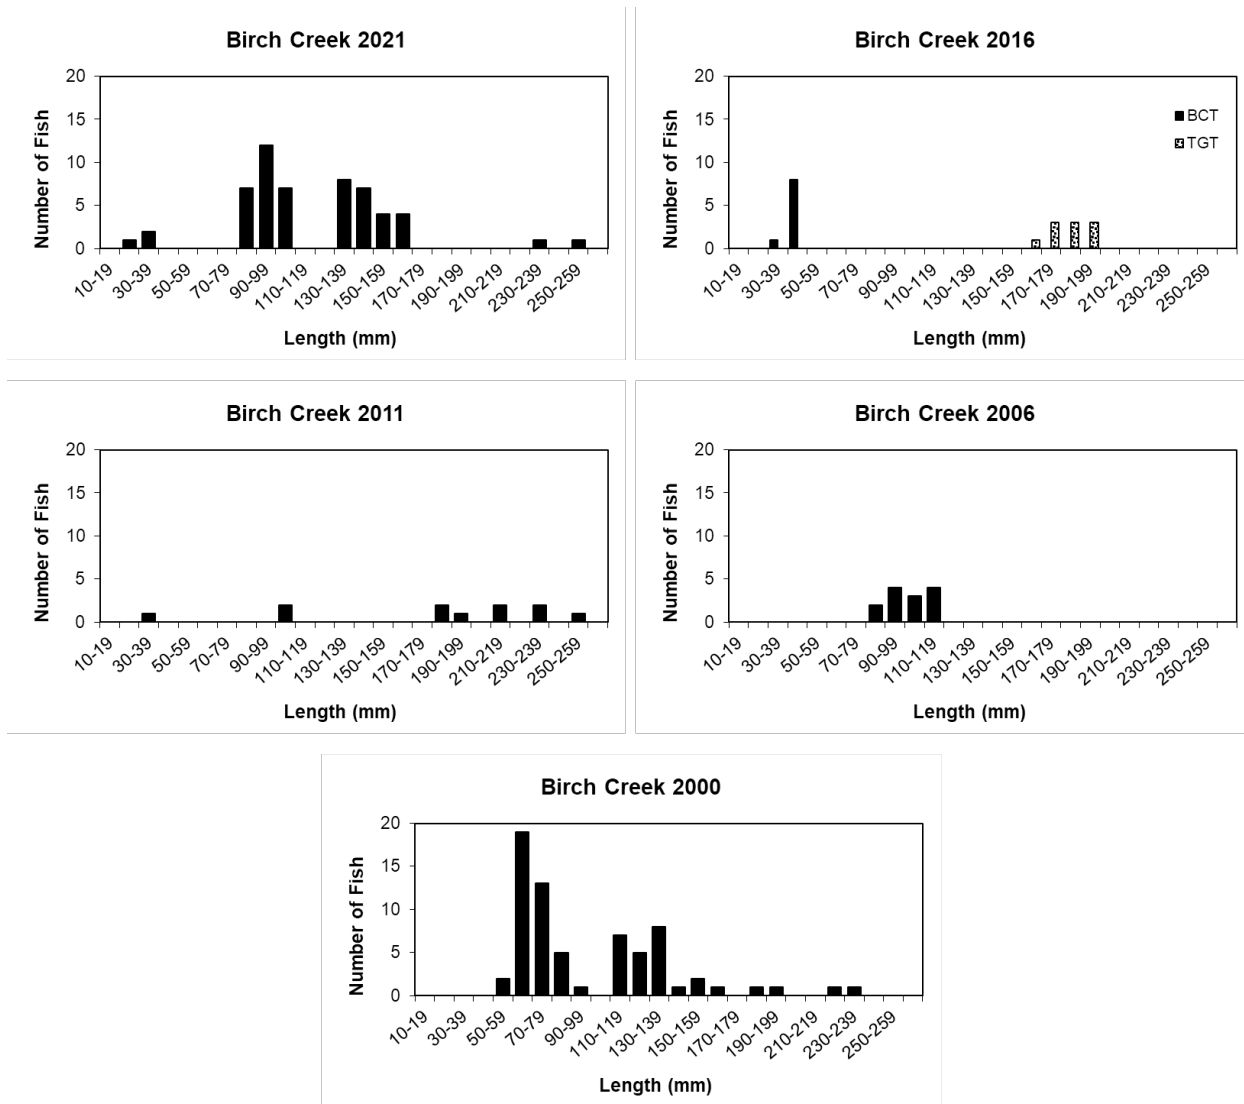 Birch Creek 2021
20
15
10
5
0
Number of Fish
10-19 30-39 50-59 70-79 90-99 110-119 130-139 150-159 170-179 190-199 210-219 230-239 250-259
Length (mm)
Birch Creek 2016
20
15
10
5
0
Number of Fish
BCT
TGT
10-19 30-39 50-59 70-79 90-99 110-119 130-139 150-159 170-179 190-199 210-219 230-239 250-259
Length (mm)
Birch Creek 2011
20
15
10
5
0
Number of Fish
10-19 30-39 50-59 70-79 90-99 110-119 130-139 150-159 170-179 190-199 210-219 230-239 250-259
Length (mm)
Birch Creek 2006
20
15
10
5
0
Number of Fish
10-19 30-39 50-59 70-79 90-99 110-119 130-139 150-159 170-179 190-199 210-219 230-239 250-259
Length (mm)
Birch Creek 2000
20
15
10
5
0
Number of Fish
10-19 30-39 50-59 70-79 90-99 110-119 130-139 150-159 170-179 190-199 210-219 230-239 250-259
Length (mm)